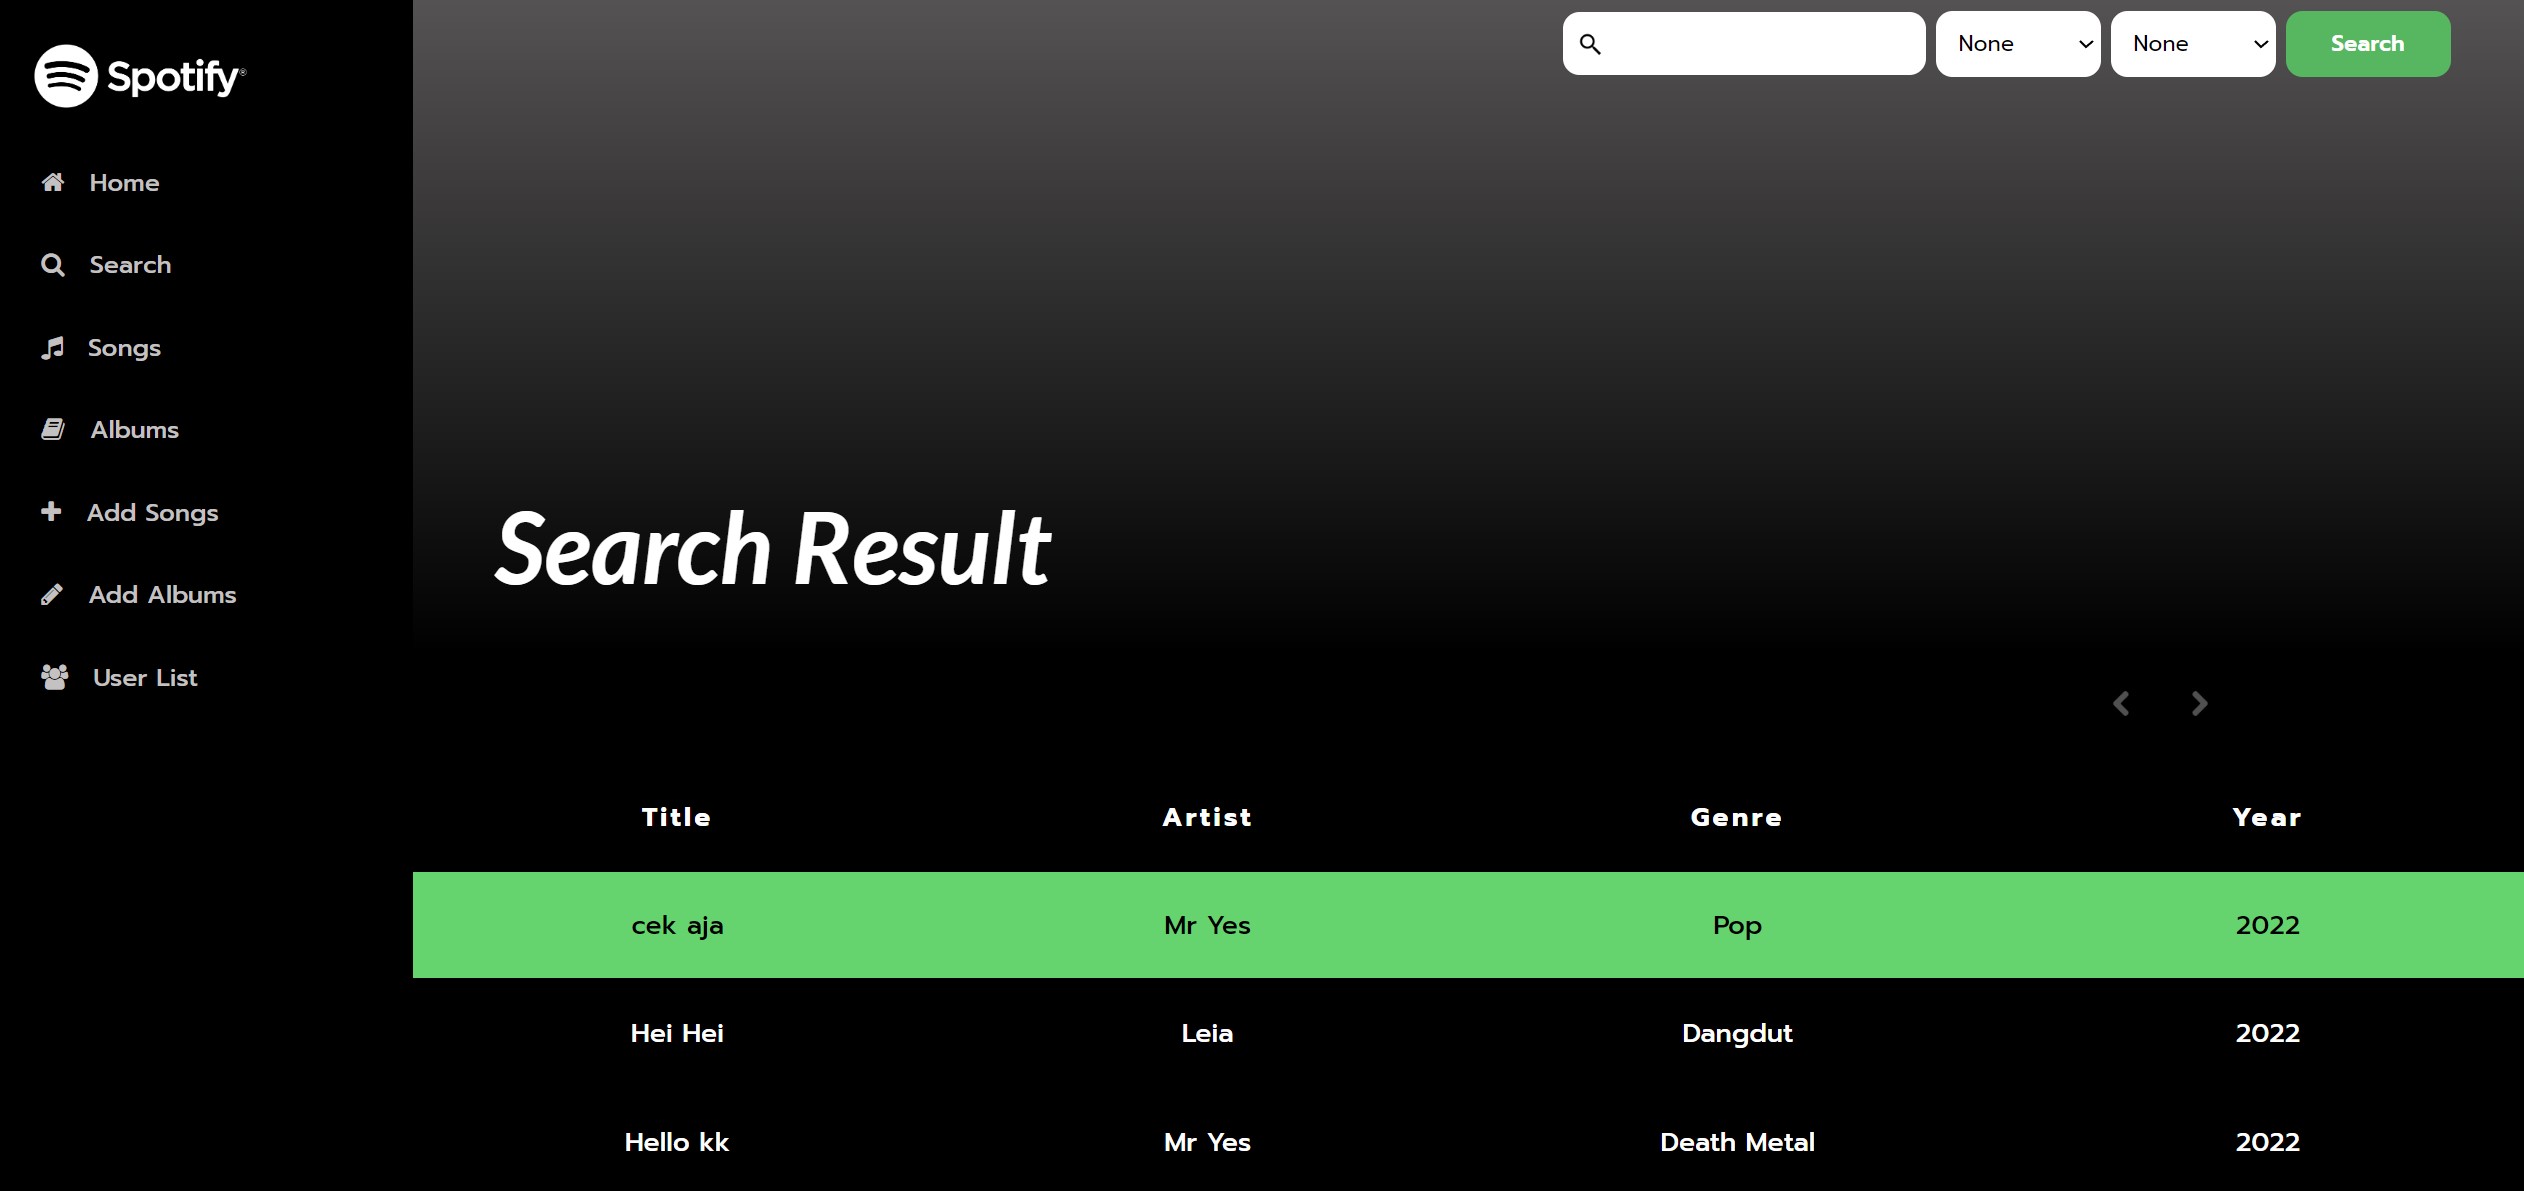 Spotify®
Home
Search
Songs
Albums
Add Songs
Add Albums
User List
None None Search
Search Result
Title Artist Genre Year
cek aja Mr Yes Pop 2022
Hei Hei Leia Dangdut 2022
Hello kk Mr Yes Death Metal 2022